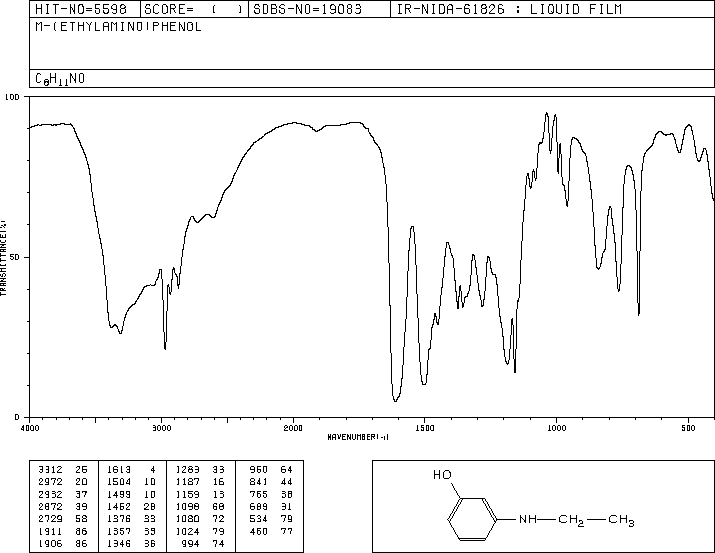 HIT-NO=5598 SCORE= ( ) SDBS-NO=19083 IR-NIDA-61826 : LIQUID FILM
M-(ETHYLAMINO)PHENOL
C8H11NO
100
50
0
TRANSMITTANCE(%)
4000 3000 2000 1500 1000 500
WAVENUMBER(-1)
3312 26 1613 4 1283 33 960 64
2972 20 1504 10 1187 16 841 44
2932 37 1499 10 1159 13 765 38
2872 39 1452 28 1098 68 689 31
2729 58 1376 33 1080 72 534 79
1911 86 1357 33 1024 79 460 77
1906 86 1346 36 994 74
HO
NH CH2 CH3